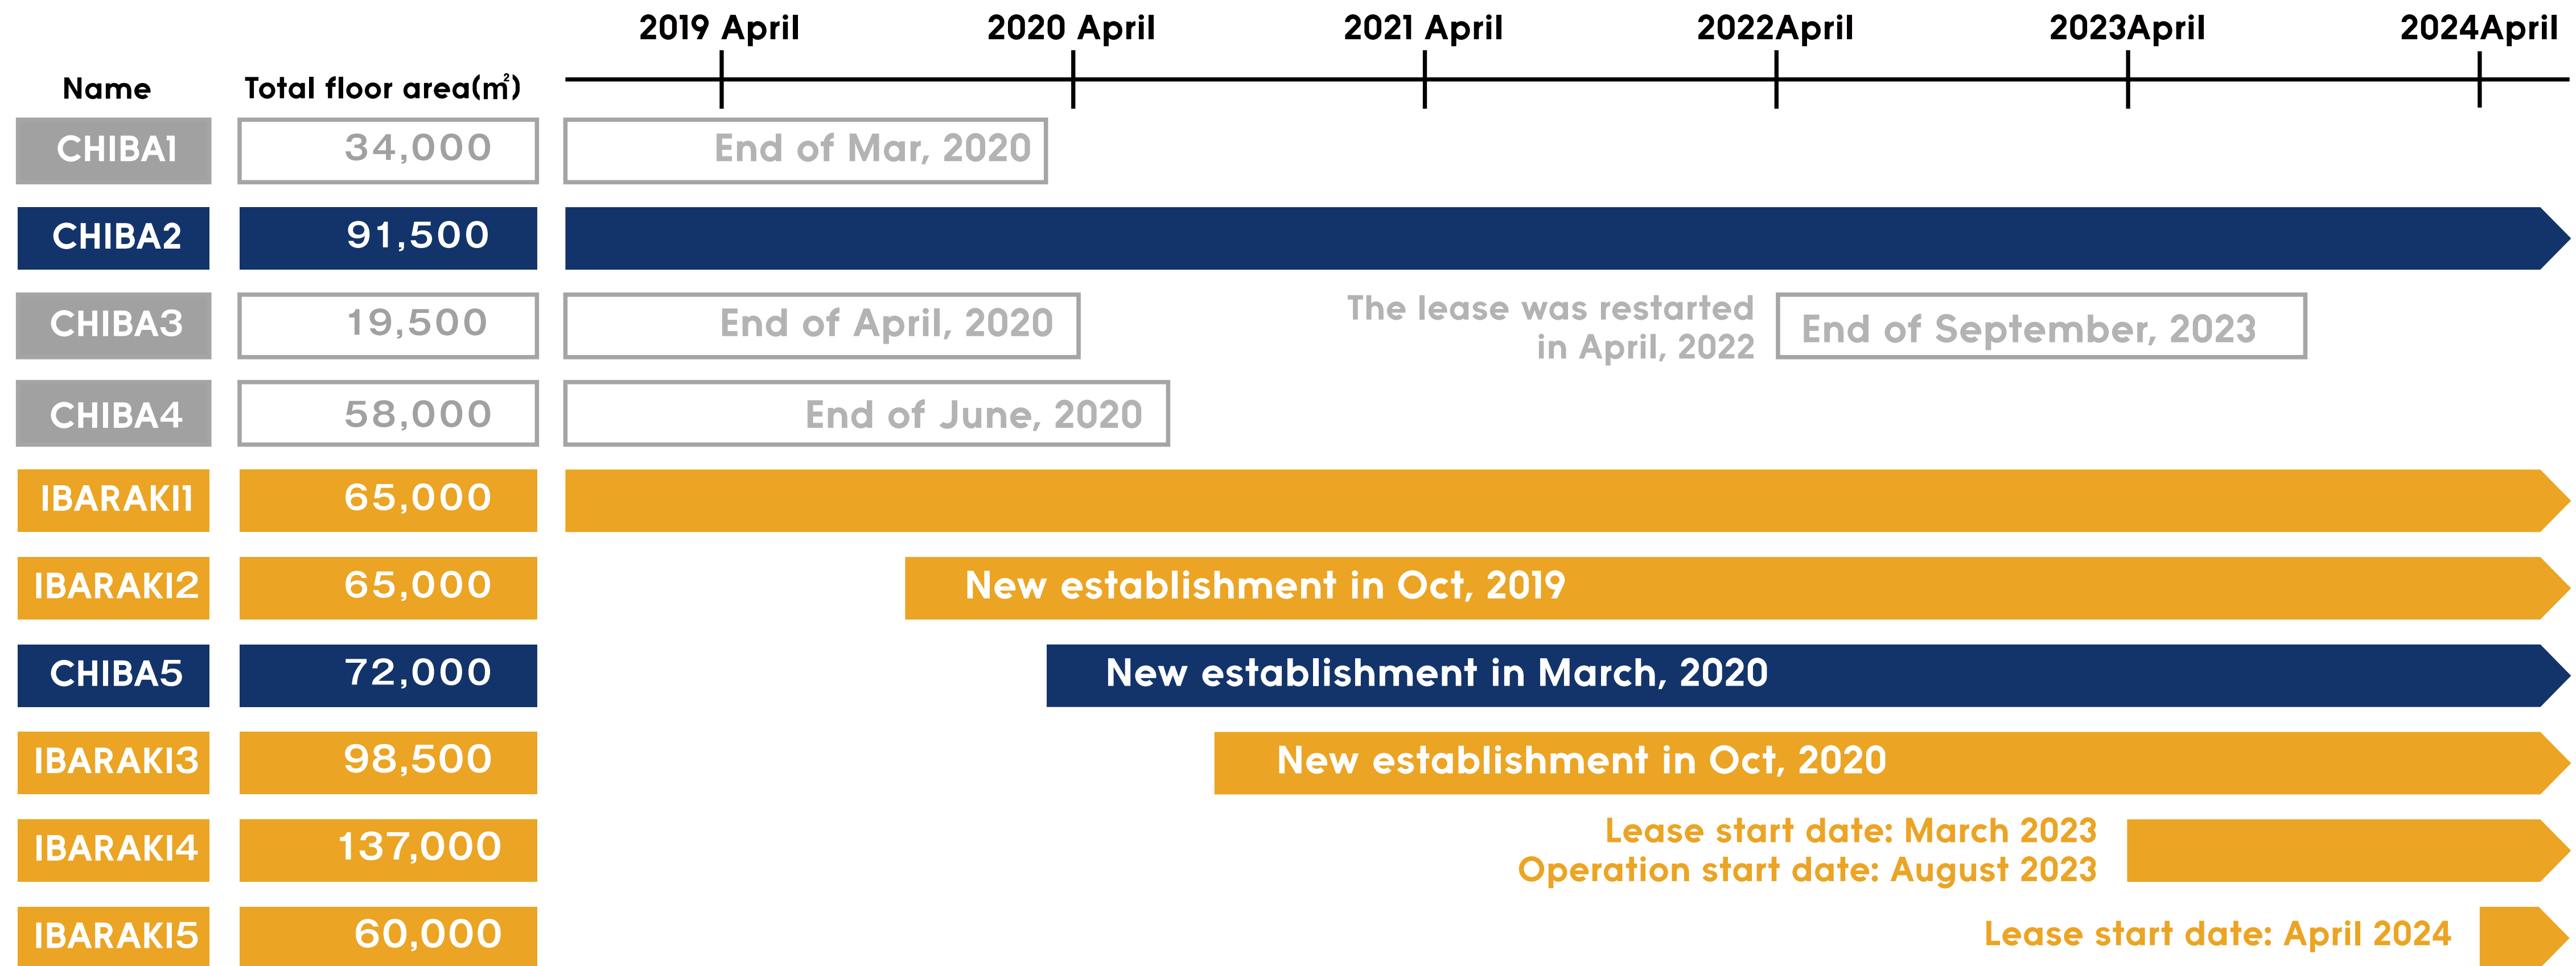 2019 April
2020 April
2021 April
2022April
2023April
2024April
Name
Total floor area(㎡)
CHIBA1
34,000
End of Mar, 2020
CHIBA2
91,500
CHIBA3
19,500
End of April, 2020
The lease was restarted
in April, 2022
End of September, 2023
CHIBA4
58,000
End of June, 2020
IBARAKI1
65,000
IBARAKI2
65,000
New establishment in Oct, 2019
CHIBA5
72,000
New establishment in March, 2020
IBARAKI3
98,500
New establishment in Oct, 2020
IBARAKI4
137,000
Lease start date: March 2023
Operation start date: August 2023
IBARAKI5
60,000
Lease start date: April 2024